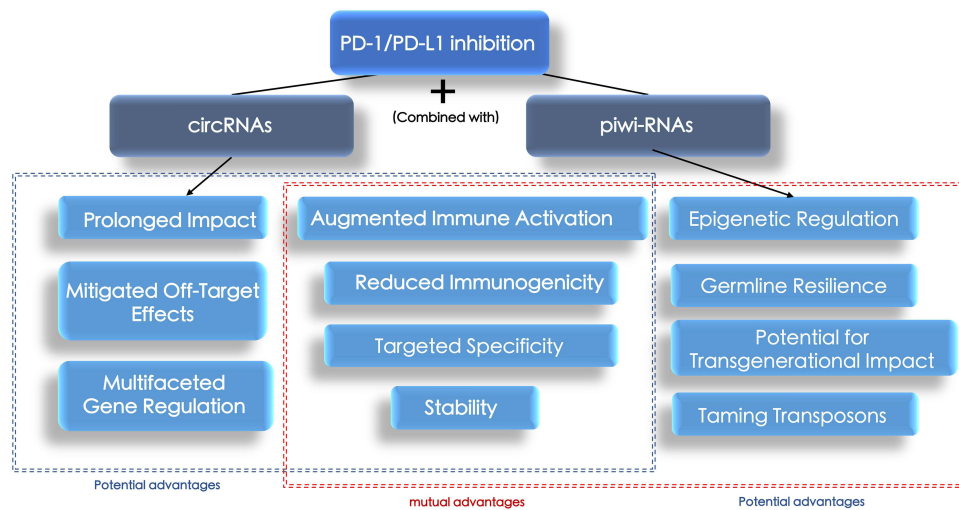 PD-1/PD-L1 inhibition
+
(Combined with)
circRNAs
piwi-RNAs
Prolonged Impact
Mitigated Off-Target
Effects
Multifaceted
Gene Regulation
Augmented Immune Activation
Reduced Immunogenicity
Targeted Specificity
Stability
Epigenetic Regulation
Germline Resilience
Potential for
Transgenerational Impact
Taming Transposons
Potential advantages
mutual advantages
Potential advantages